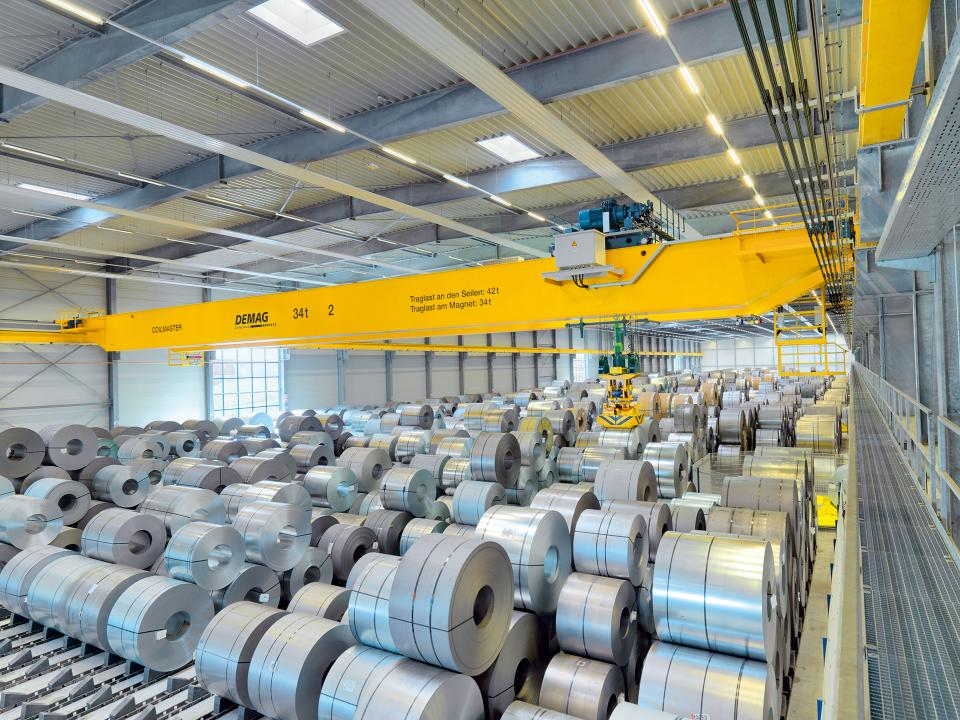 COILMASTER
DEMAG
34t
2
Traglast an den Seilen: 42t
Traglast am Magnet: 34t